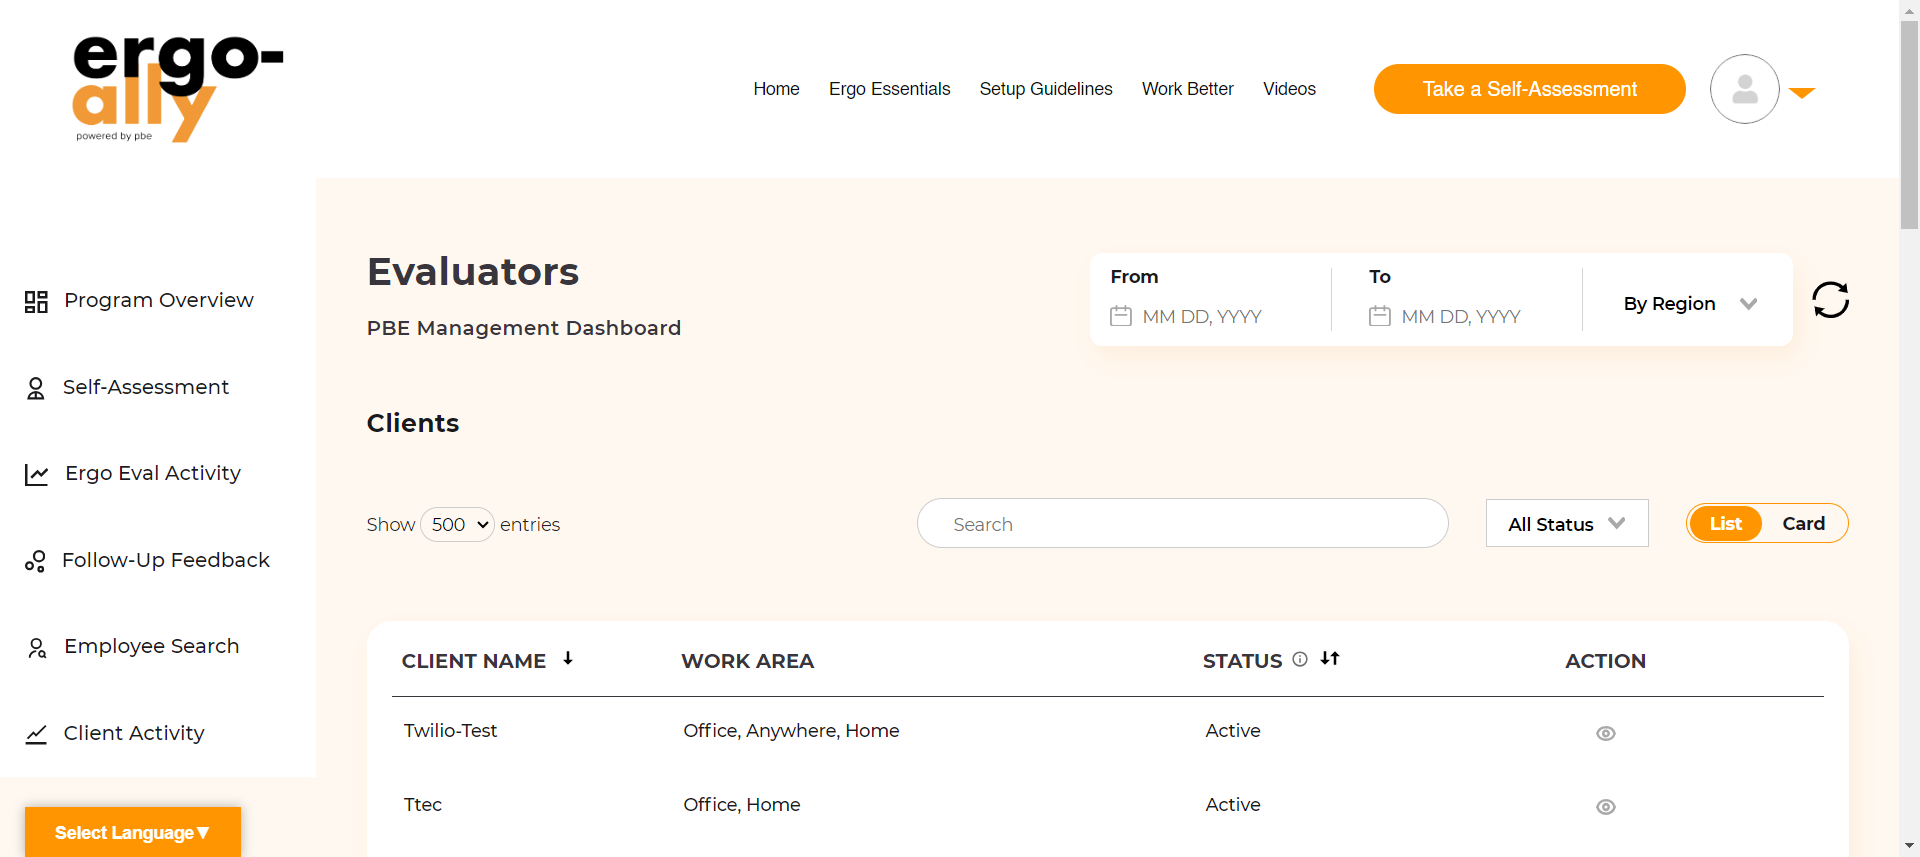 ergo-
ally
powered by pbe
Home Ergo Essentials Setup Guidelines Work Better Videos Take a Self-Assessment
Program Overview
Self-Assessment
Ergo Eval Activity
Follow-Up Feedback
Employee Search
Client Activity
Select Language▼
Evaluators
PBE Management Dashboard
From To
MM DD, YYYY MM DD, YYYY By Region
Clients
Show 500 entries Search All Status List Card
CLIENT NAME WORK AREA STATUS ACTION
Twilio-Test Office, Anywhere, Home Active
Ttec Office, Home Active